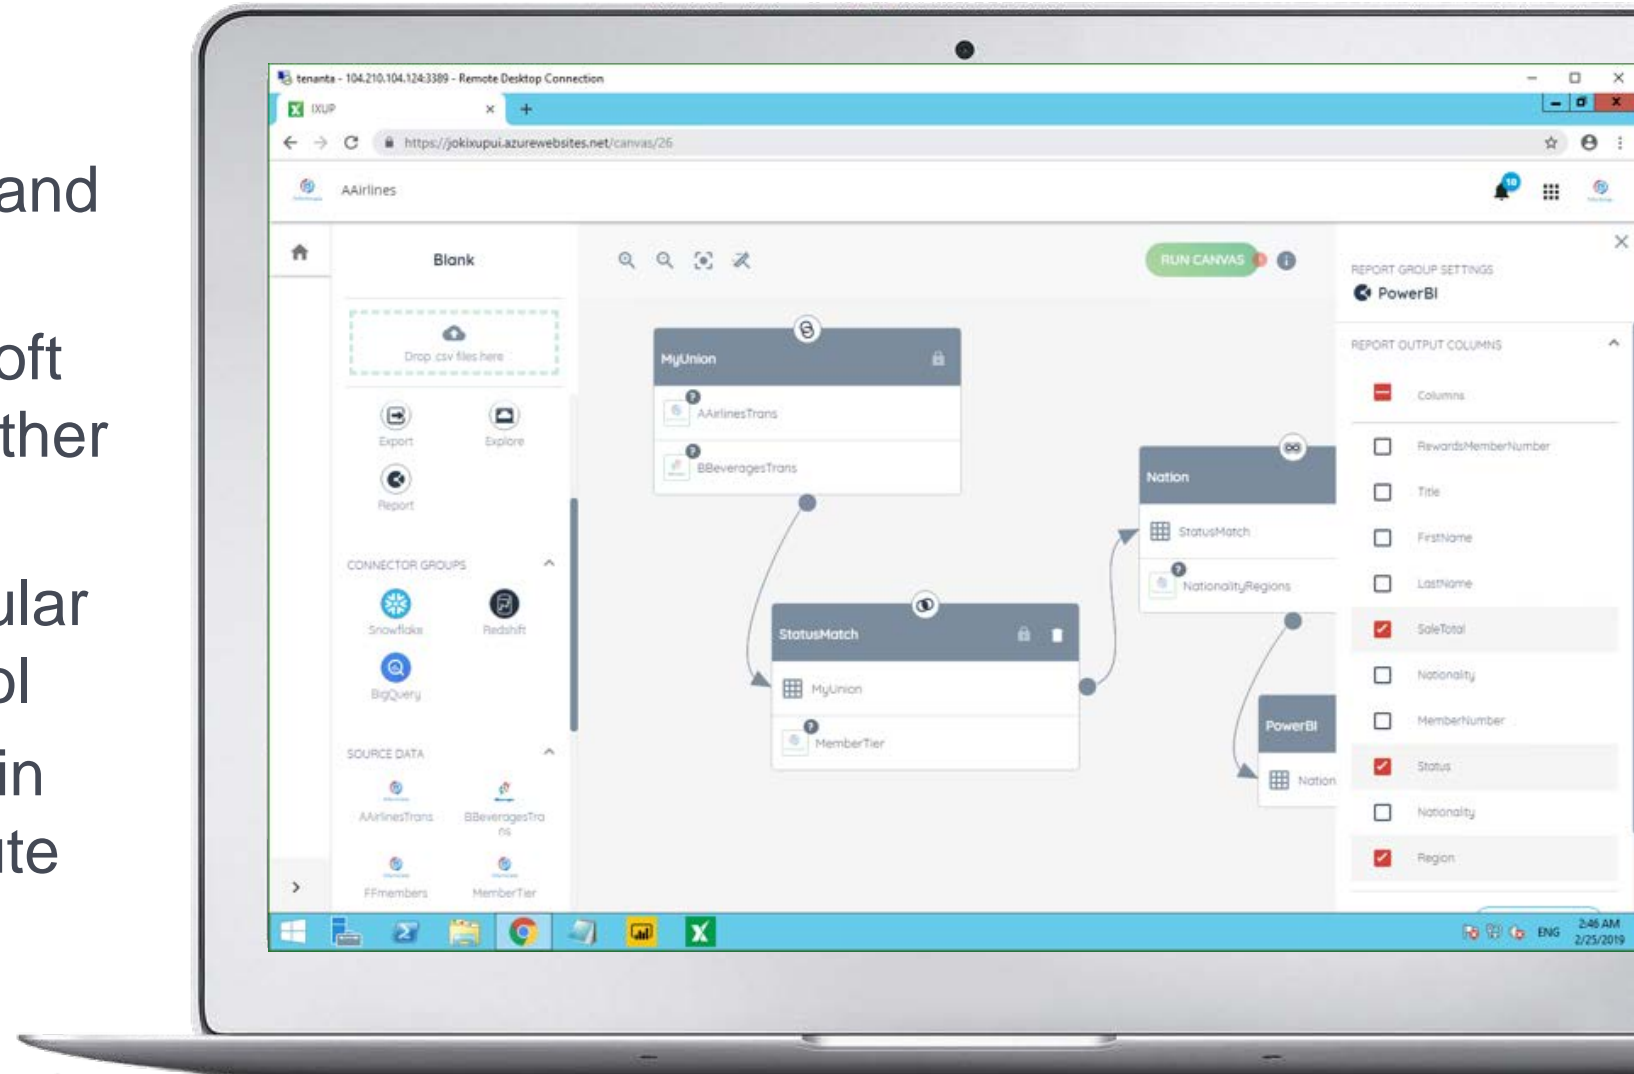 and
oft
ther
ular
ol
in
ute
tenanta - 104.210.104.124:3389 - Remote Desktop Connection
IXUP
https://jokixupui.azurewebsites.net/canvas/26
AAirlines
10
Blank
RUN CANVAS
REPORT GROUP SETTINGS
PowerBI
Drop .csv files here
Export
Explore
Report
CONNECTOR GROUPS
Snowflake
Redshift
BigQuery
SOURCE DATA
AAirlinesTrans
BBeveragesTra
ns
FFmembers
MemberTier
MyUnion
AAirlinesTrans
BBeveragesTrans
StatusMatch
MyUnion
MemberTier
Nation
StatusMatch
NationalityRegions
PowerBI
Nation
REPORT OUTPUT COLUMNS
Columns
RewardsMemberNumber
Title
FirstName
LastName
SaleTotal
Nationality
MemberNumber
Status
Nationality
Region
ENG
2:46 AM
2/25/2019